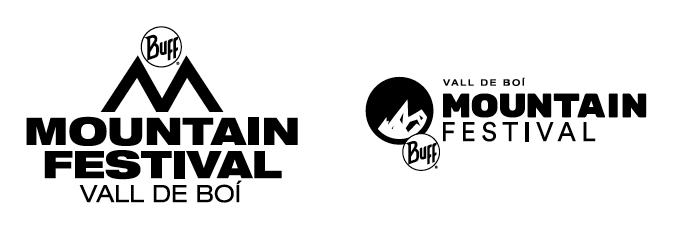 Buff®
MOUNTAIN
FESTIVAL
VALL DE BOÍ
VALL DE BOÍ
MOUNTAIN
FESTIVAL
Buff®